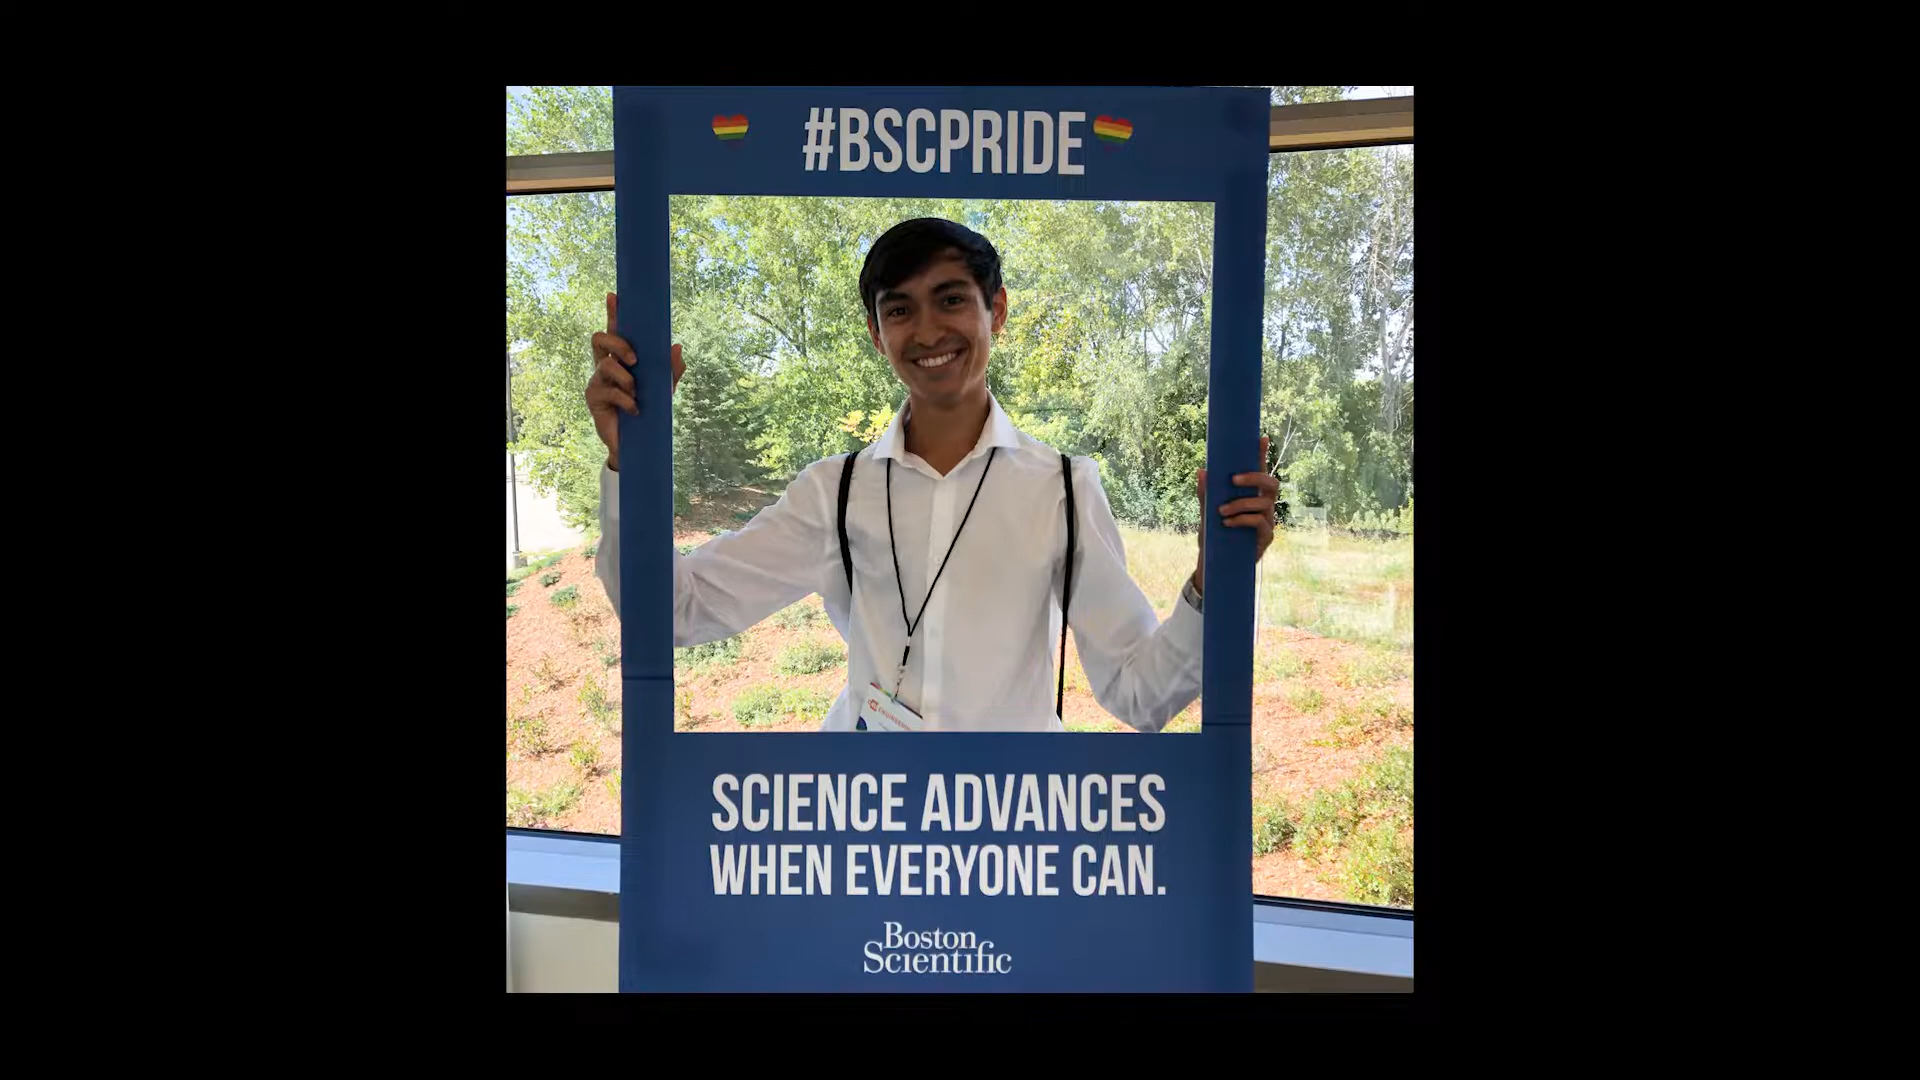 #BSCPRIDE
SCIENCE ADVANCES
WHEN EVERYONE CAN.
Boston
Scientific